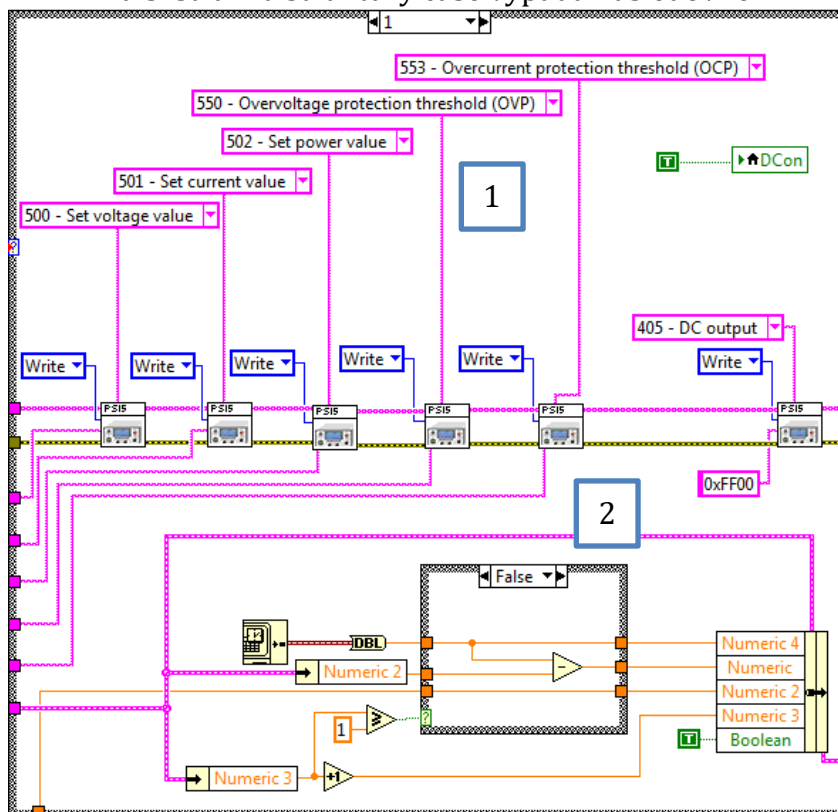 1
553 - Overcurrent protection threshold (OCP)
550 - Overvoltage protection threshold (OVP)
502 - Set power value
501 - Set current value
500 - Set voltage value
1
T
DCon
405 - DC output
Write
Write
Write
Write
Write
Write
PSI5
PSI5
PSI5
PSI5
PSI5
PSI5
0xFF00
2
False
DBL
Numeric 2
1
Numeric 3
+1
Numeric 4
Numeric
Numeric 2
Numeric 3
T
Boolean